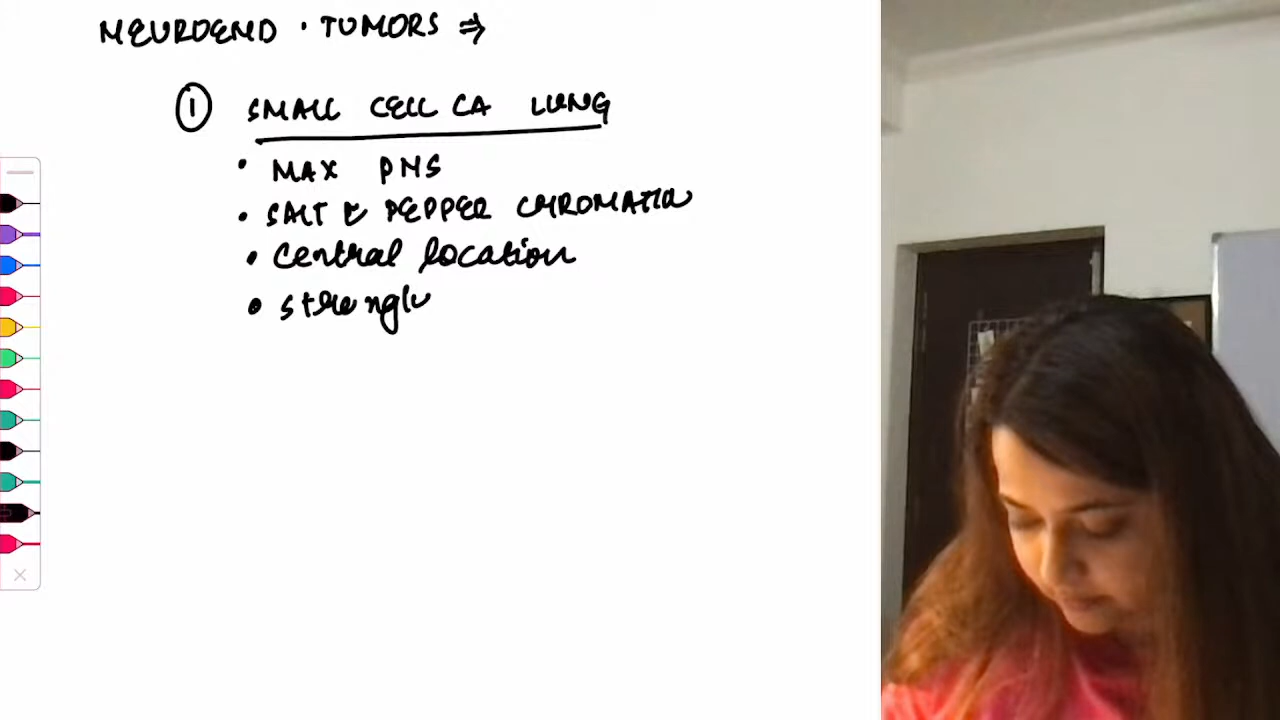 NEUROEND. TUMORS ⇒
① SMALL CELL CA LUNG
• MAX PNS
• SALT & PEPPER CHROMATIN
• Central location
• Strongly